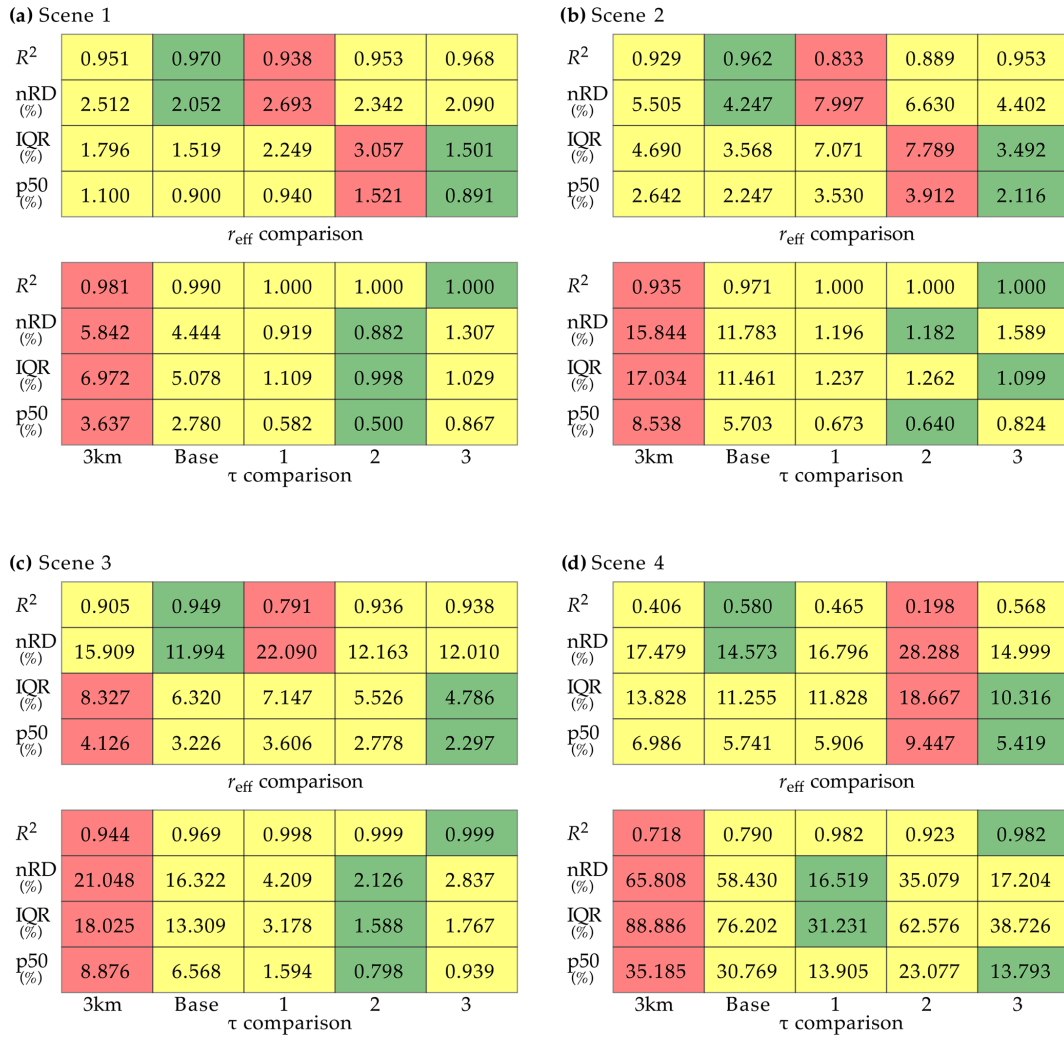 (a) Scene 1
R² 0.951 0.970 0.938 0.953 0.968
nRD (%) 2.512 2.052 2.693 2.342 2.090
IQR (%) 1.796 1.519 2.249 3.057 1.501
p50 (%) 1.100 0.900 0.940 1.521 0.891
r_eff comparison
R² 0.981 0.990 1.000 1.000 1.000
nRD (%) 5.842 4.444 0.919 0.882 1.307
IQR (%) 6.972 5.078 1.109 0.998 1.029
p50 (%) 3.637 2.780 0.582 0.500 0.867
3km Base 1 2 3
τ comparison
(b) Scene 2
R² 0.929 0.962 0.833 0.889 0.953
nRD (%) 5.505 4.247 7.997 6.630 4.402
IQR (%) 4.690 3.568 7.071 7.789 3.492
p50 (%) 2.642 2.247 3.530 3.912 2.116
r_eff comparison
R² 0.935 0.971 1.000 1.000 1.000
nRD (%) 15.844 11.783 1.196 1.182 1.589
IQR (%) 17.034 11.461 1.237 1.262 1.099
p50 (%) 8.538 5.703 0.673 0.640 0.824
3km Base 1 2 3
τ comparison
(c) Scene 3
R² 0.905 0.949 0.791 0.936 0.938
nRD (%) 15.909 11.994 22.090 12.163 12.010
IQR (%) 8.327 6.320 7.147 5.526 4.786
p50 (%) 4.126 3.226 3.606 2.778 2.297
r_eff comparison
R² 0.944 0.969 0.998 0.999 0.999
nRD (%) 21.048 16.322 4.209 2.126 2.837
IQR (%) 18.025 13.309 3.178 1.588 1.767
p50 (%) 8.876 6.568 1.594 0.798 0.939
3km Base 1 2 3
τ comparison
(d) Scene 4
R² 0.406 0.580 0.465 0.198 0.568
nRD (%) 17.479 14.573 16.796 28.288 14.999
IQR (%) 13.828 11.255 11.828 18.667 10.316
p50 (%) 6.986 5.741 5.906 9.447 5.419
r_eff comparison
R² 0.718 0.790 0.982 0.923 0.982
nRD (%) 65.808 58.430 16.519 35.079 17.204
IQR (%) 88.886 76.202 31.231 62.576 38.726
p50 (%) 35.185 30.769 13.905 23.077 13.793
3km Base 1 2 3
τ comparison